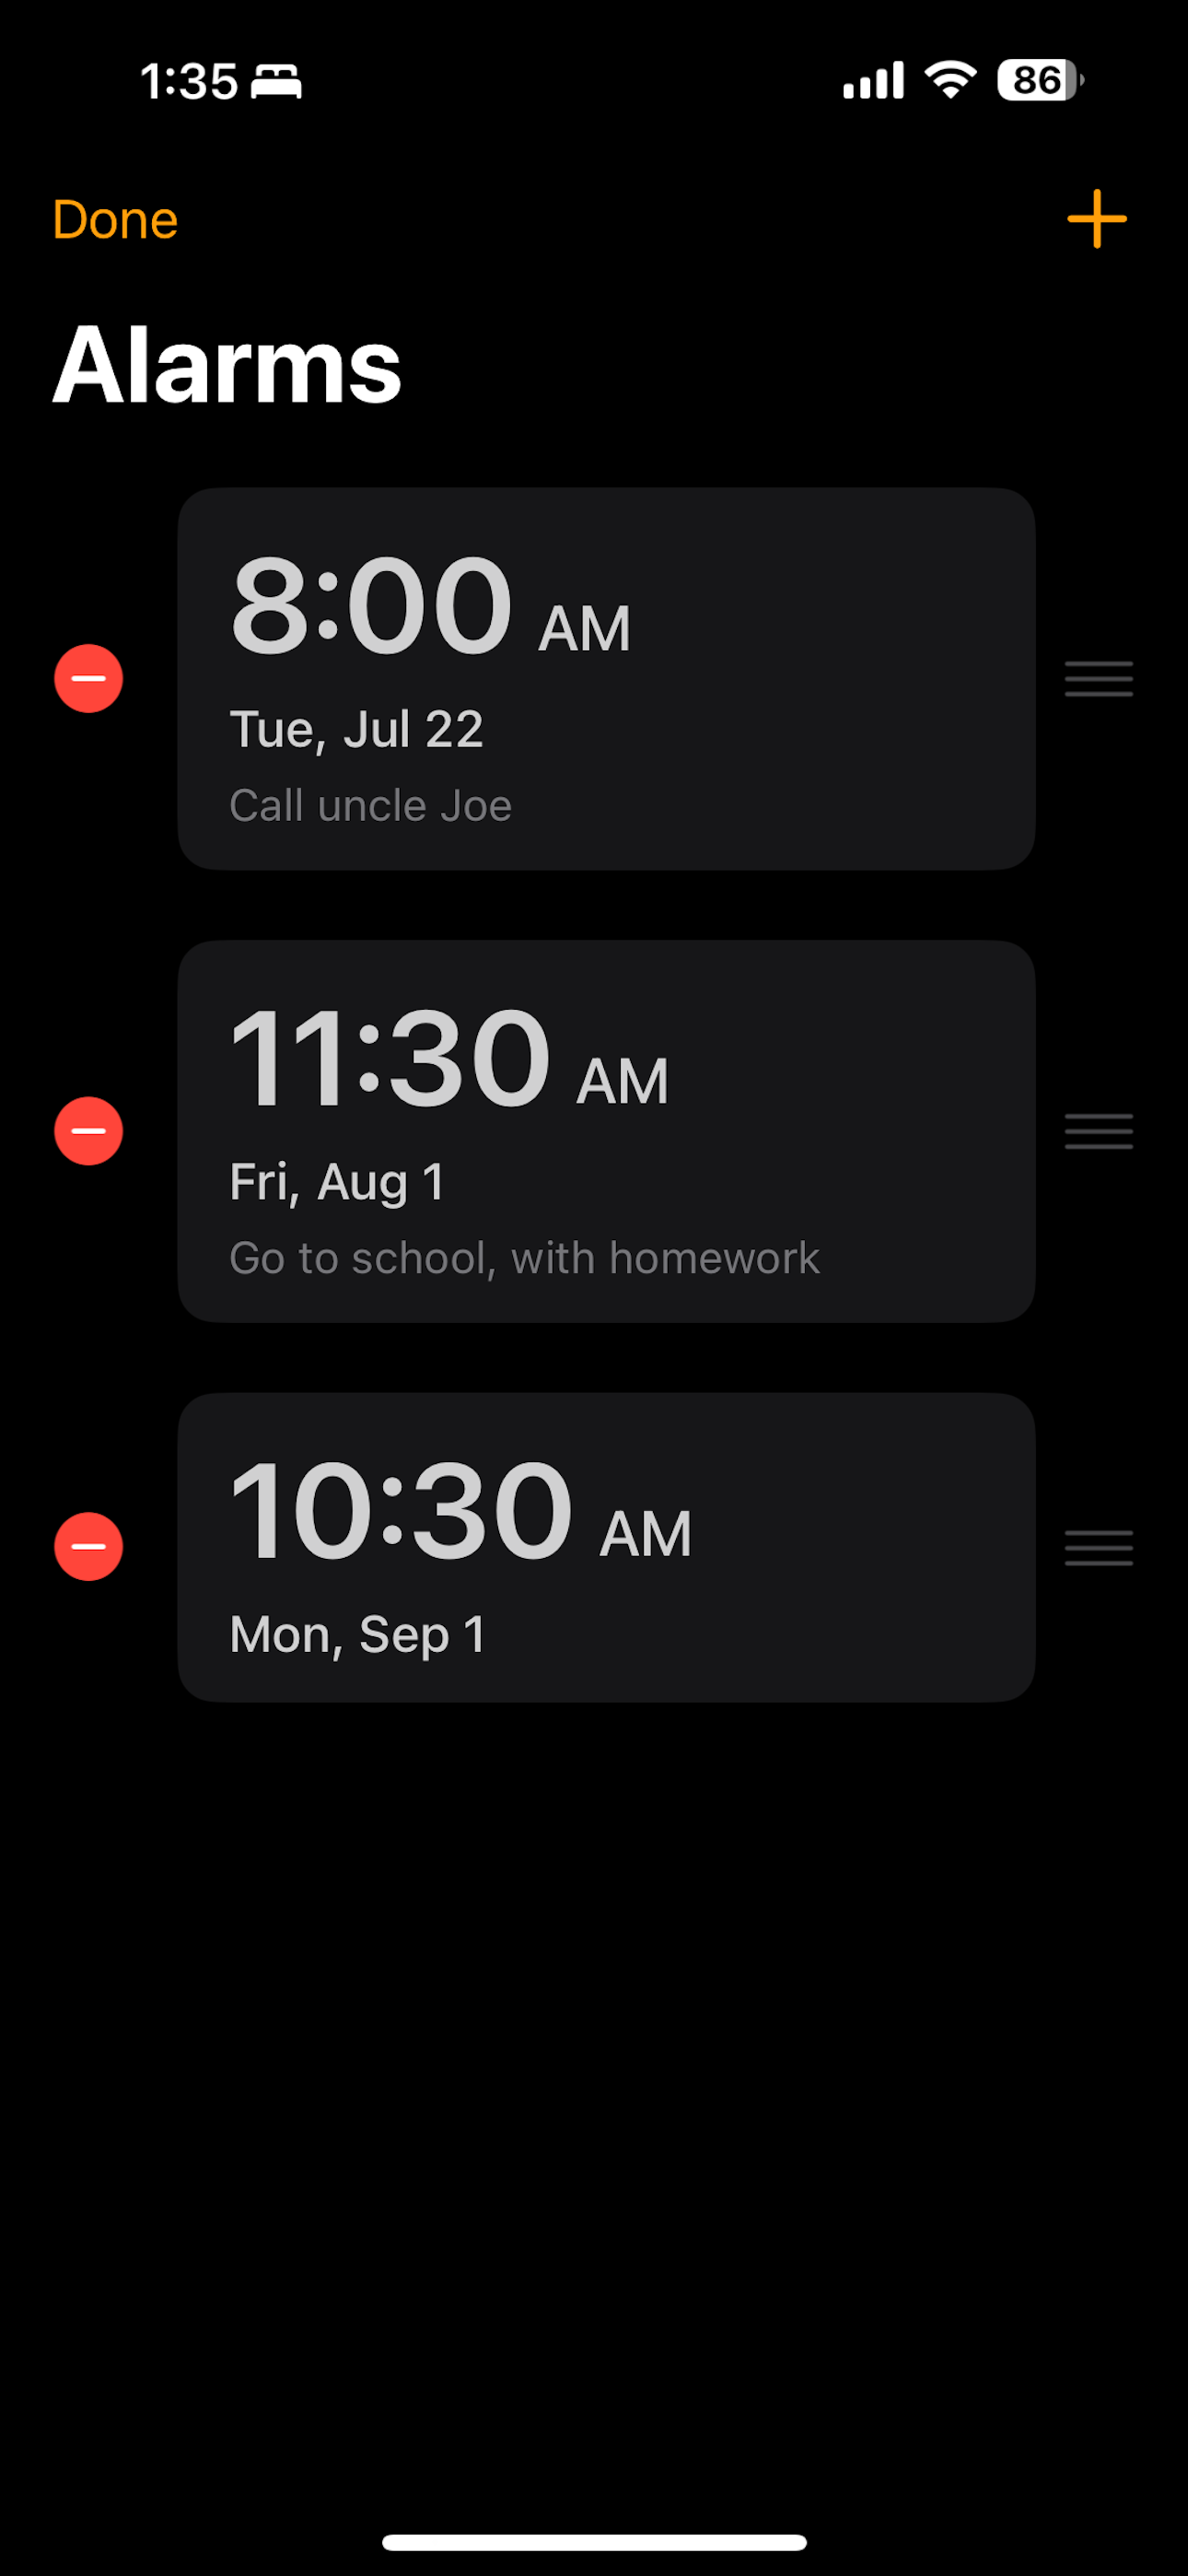 1:35
86
Done
Alarms
8:00 AM
Tue, Jul 22
Call uncle Joe
11:30 AM
Fri, Aug 1
Go to school, with homework
10:30 AM
Mon, Sep 1